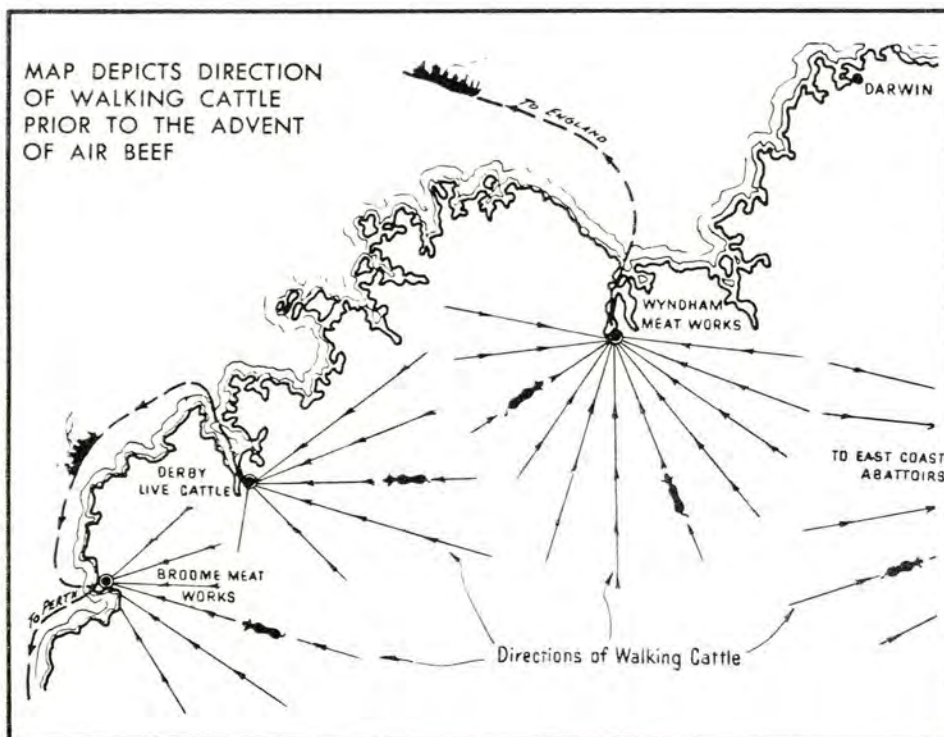 MAP DEPICTS DIRECTION
OF WALKING CATTLE
PRIOR TO THE ADVENT
OF AIR BEEF
TO ENGLAND
DARWIN
WYNDHAM
MEAT WORKS
TO EAST COAST
ABATTOIRS
DERBY
LIVE CATTLE
BROOME MEAT
WORKS
TO PERTH
Directions of Walking Cattle